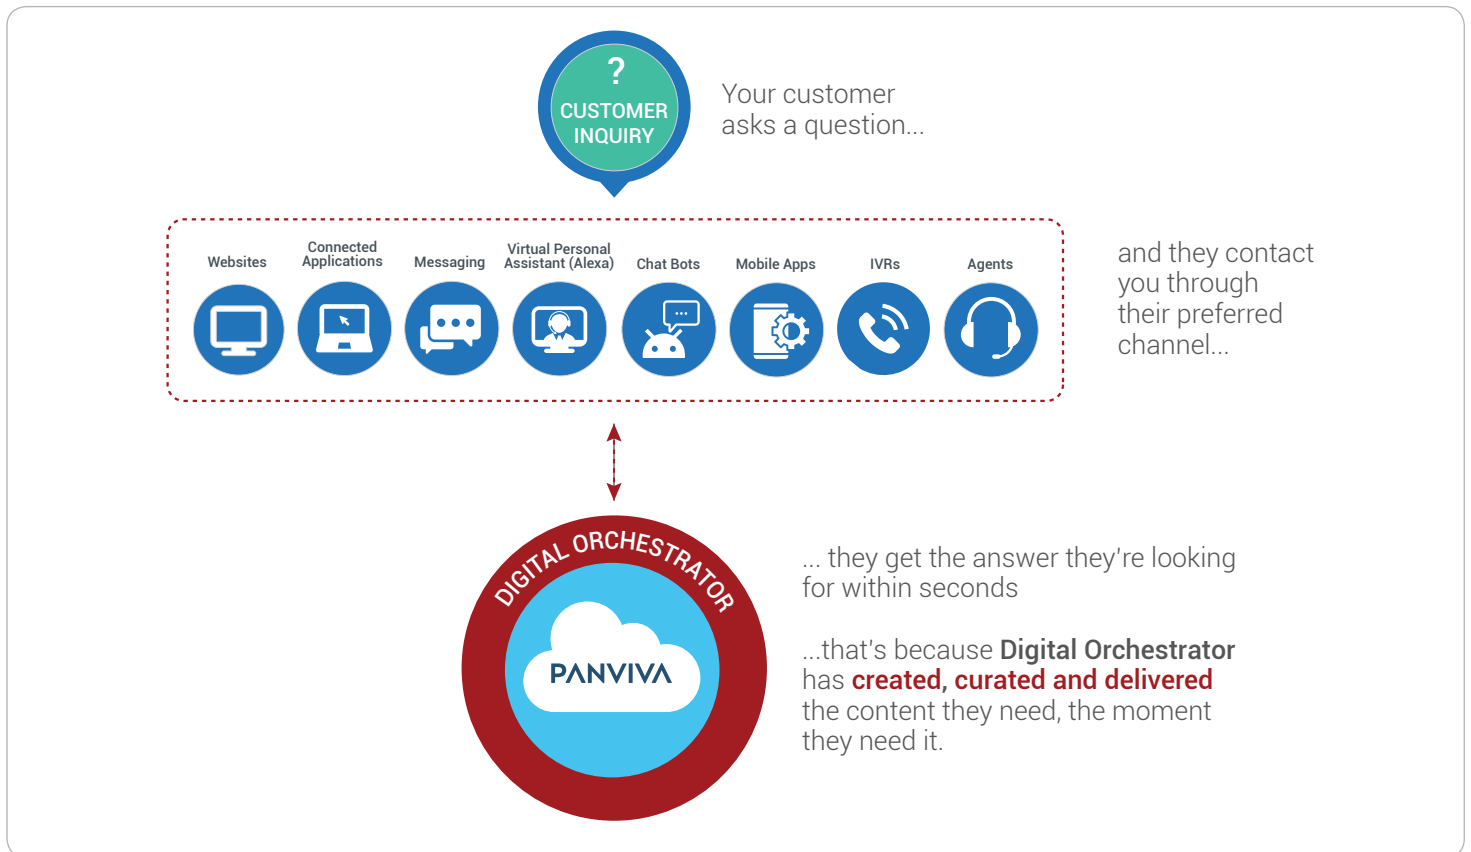 ?
CUSTOMER
INQUIRY
Your customer
asks a question...
Websites
Connected
Applications
Messaging
Virtual Personal
Assistant (Alexa)
Chat Bots
Mobile Apps
IVRs
Agents
and they contact
you through
their preferred
channel...
DIGITAL ORCHESTRATOR
PANVIVA
... they get the answer they're looking
for within seconds
...that's because Digital Orchestrator
has created, curated and delivered
the content they need, the moment
they need it.